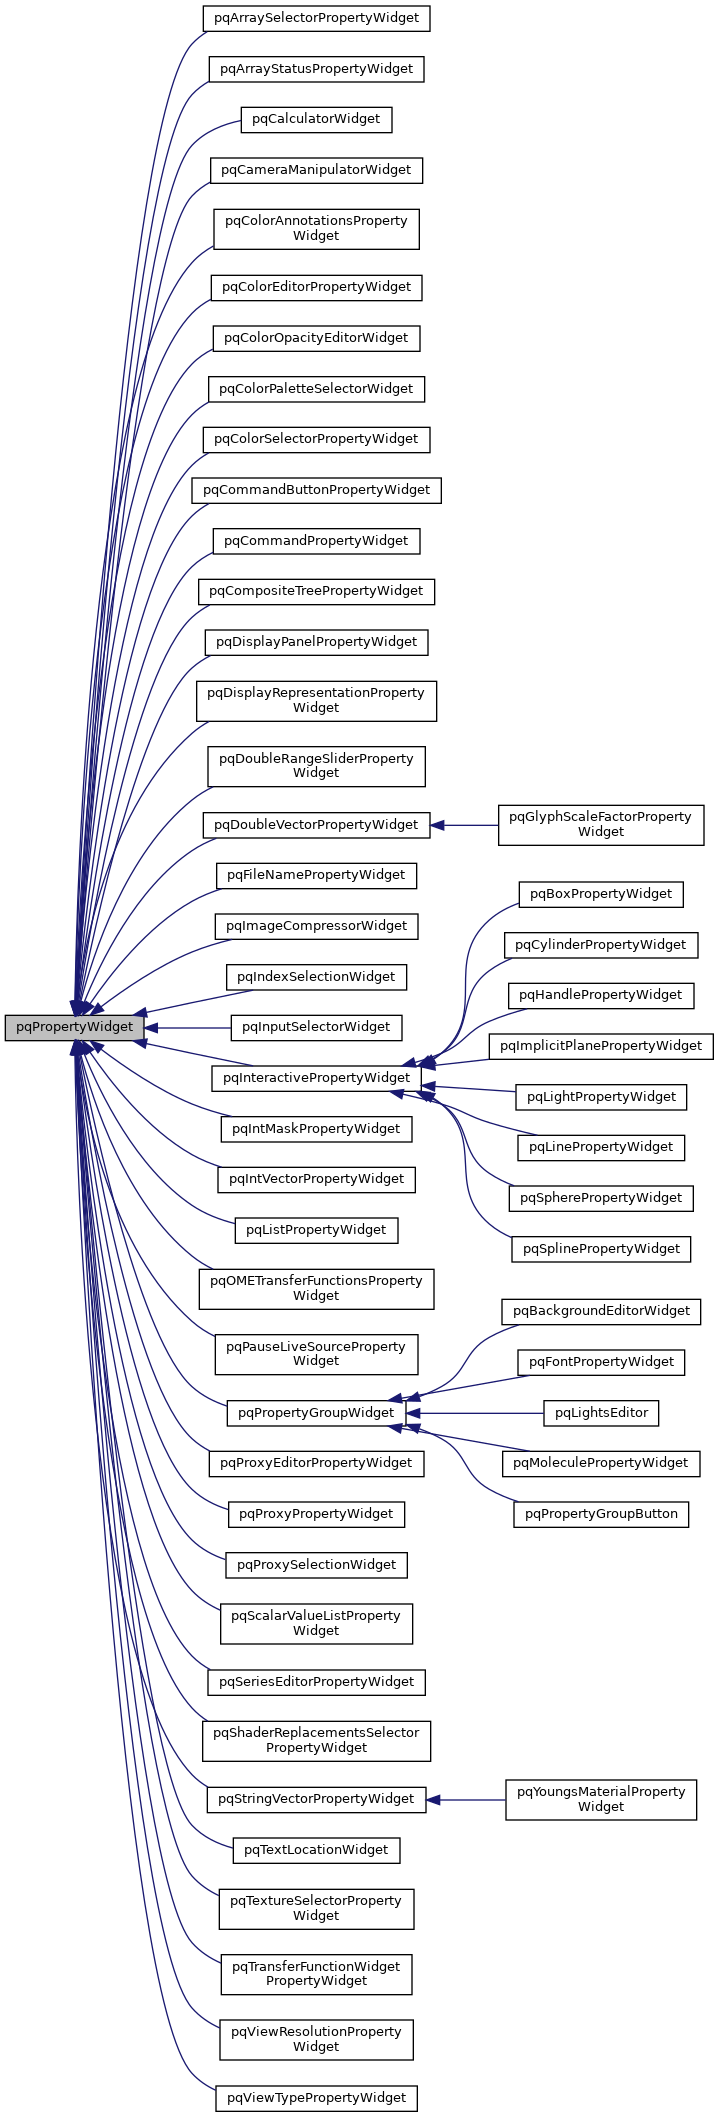 pqArraySelectorPropertyWidget
pqArrayStatusPropertyWidget
pqCalculatorWidget
pqCameraManipulatorWidget
pqColorAnnotationsProperty
Widget
pqColorEditorPropertyWidget
pqColorOpacityEditorWidget
pqColorPaletteSelectorWidget
pqColorSelectorPropertyWidget
pqCommandButtonPropertyWidget
pqCommandPropertyWidget
pqCompositeTreePropertyWidget
pqDisplayPanelPropertyWidget
pqDisplayRepresentationProperty
Widget
pqDoubleRangeSliderProperty
Widget
pqDoubleVectorPropertyWidget
pqGlyphScaleFactorProperty
Widget
pqFileNamePropertyWidget
pqImageCompressorWidget
pqIndexSelectionWidget
pqPropertyWidget
pqInputSelectorWidget
pqInteractivePropertyWidget
pqBoxPropertyWidget
pqCylinderPropertyWidget
pqHandlePropertyWidget
pqImplicitPlanePropertyWidget
pqLightPropertyWidget
pqLinePropertyWidget
pqSpherePropertyWidget
pqSplinePropertyWidget
pqIntMaskPropertyWidget
pqIntVectorPropertyWidget
pqListPropertyWidget
pqOMETransferFunctionsProperty
Widget
pqPauseLiveSourceProperty
Widget
pqPropertyGroupWidget
pqBackgroundEditorWidget
pqFontPropertyWidget
pqLightsEditor
pqMoleculePropertyWidget
pqPropertyGroupButton
pqProxyEditorPropertyWidget
pqProxyPropertyWidget
pqProxySelectionWidget
pqScalarValueListProperty
Widget
pqSeriesEditorPropertyWidget
pqShaderReplacementsSelector
PropertyWidget
pqStringVectorPropertyWidget
pqYoungsMaterialProperty
Widget
pqTextLocationWidget
pqTextureSelectorProperty
Widget
pqTransferFunctionWidget
PropertyWidget
pqViewResolutionProperty
Widget
pqViewTypePropertyWidget